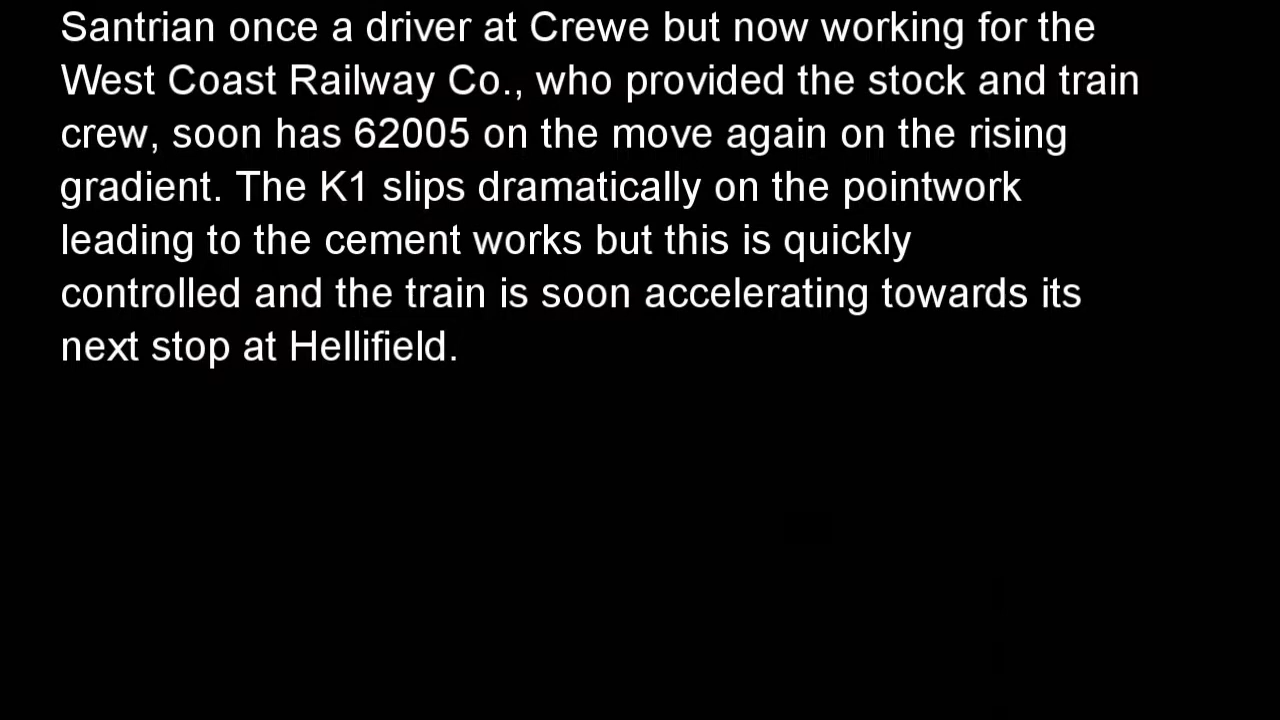 Santrian once a driver at Crewe but now working for the
West Coast Railway Co., who provided the stock and train
crew, soon has 62005 on the move again on the rising
gradient. The K1 slips dramatically on the pointwork
leading to the cement works but this is quickly
controlled and the train is soon accelerating towards its
next stop at Hellifield.